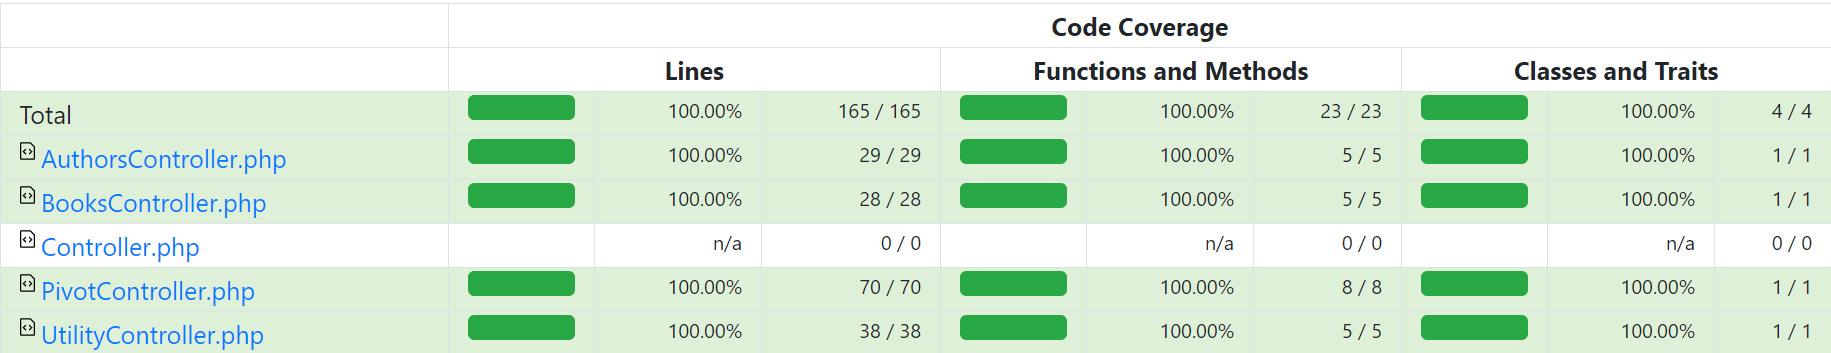 Code Coverage
Lines Functions and Methods Classes and Traits
Total 100.00% 165 / 165 100.00% 23 / 23 100.00% 4 / 4
AuthorsController.php 100.00% 29 / 29 100.00% 5 / 5 100.00% 1 / 1
BooksController.php 100.00% 28 / 28 100.00% 5 / 5 100.00% 1 / 1
Controller.php n/a 0 / 0 n/a 0 / 0 n/a 0 / 0
PivotController.php 100.00% 70 / 70 100.00% 8 / 8 100.00% 1 / 1
UtilityController.php 100.00% 38 / 38 100.00% 5 / 5 100.00% 1 / 1